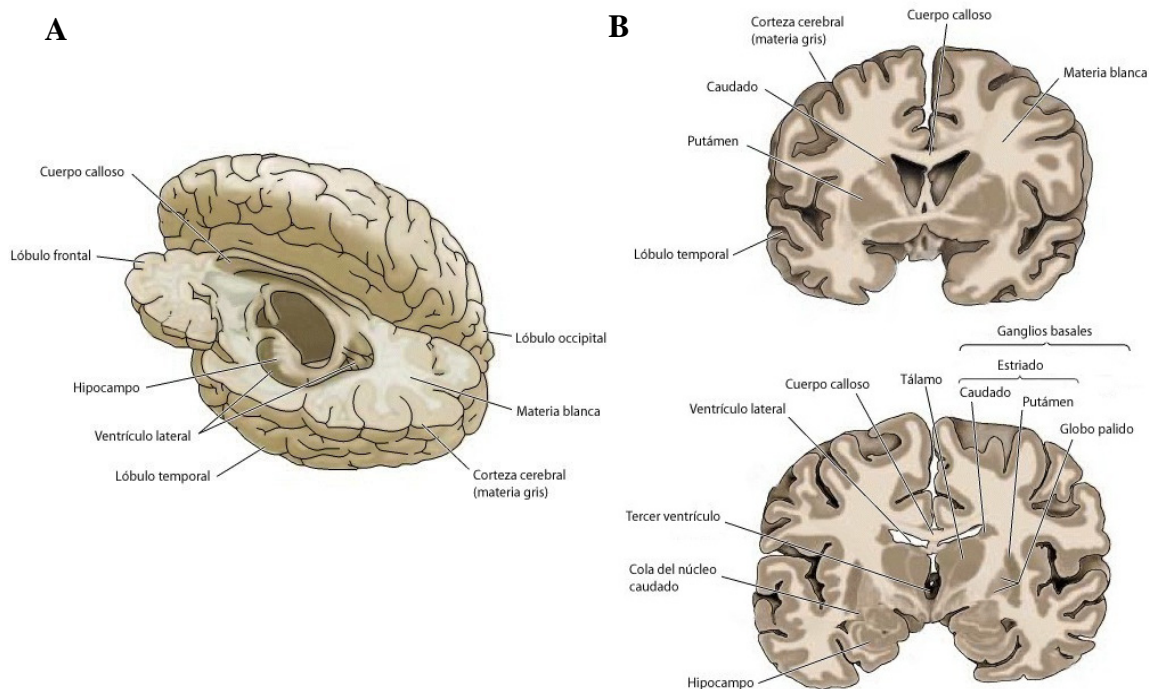 A
Cuerpo calloso
Lóbulo frontal
Hipocampo
Ventrículo lateral
Lóbulo temporal
Lóbulo occipital
Materia blanca
Corteza cerebral
(materia gris)
B
Cuerpo calloso
Corteza cerebral
(materia gris)
Materia blanca
Caudado
Putámen
Lóbulo temporal
Ganglios basales
Estriado
Cuerpo calloso
Tálamo
Caudado
Putámen
Ventrículo lateral
Globo palido
Tercer ventrículo
Cola del núcleo
caudado
Hipocampo